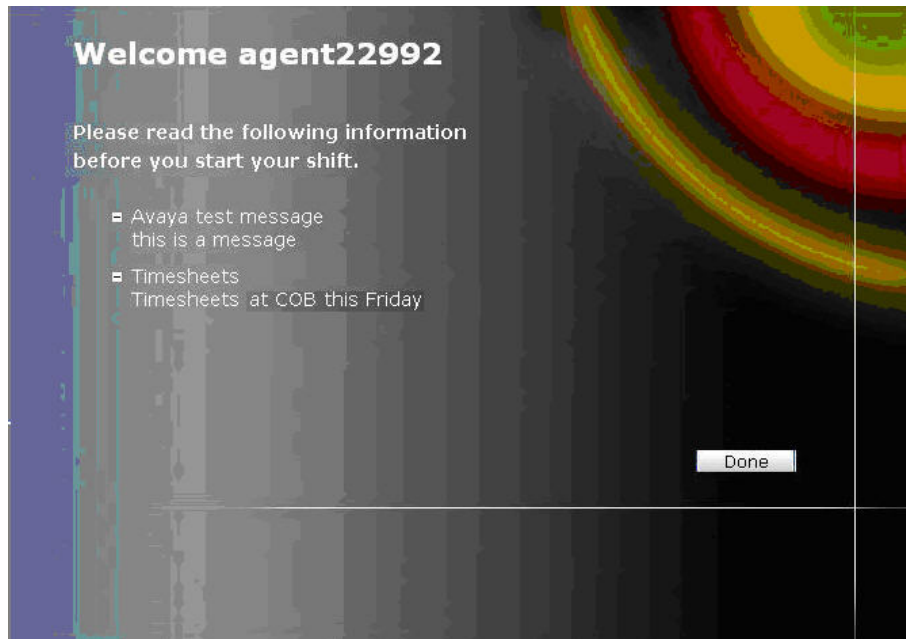 Welcome agent22992
Please read the following information
before you start your shift.
Avaya test message
this is a message
Timesheets
Timesheets at COB this Friday
Done